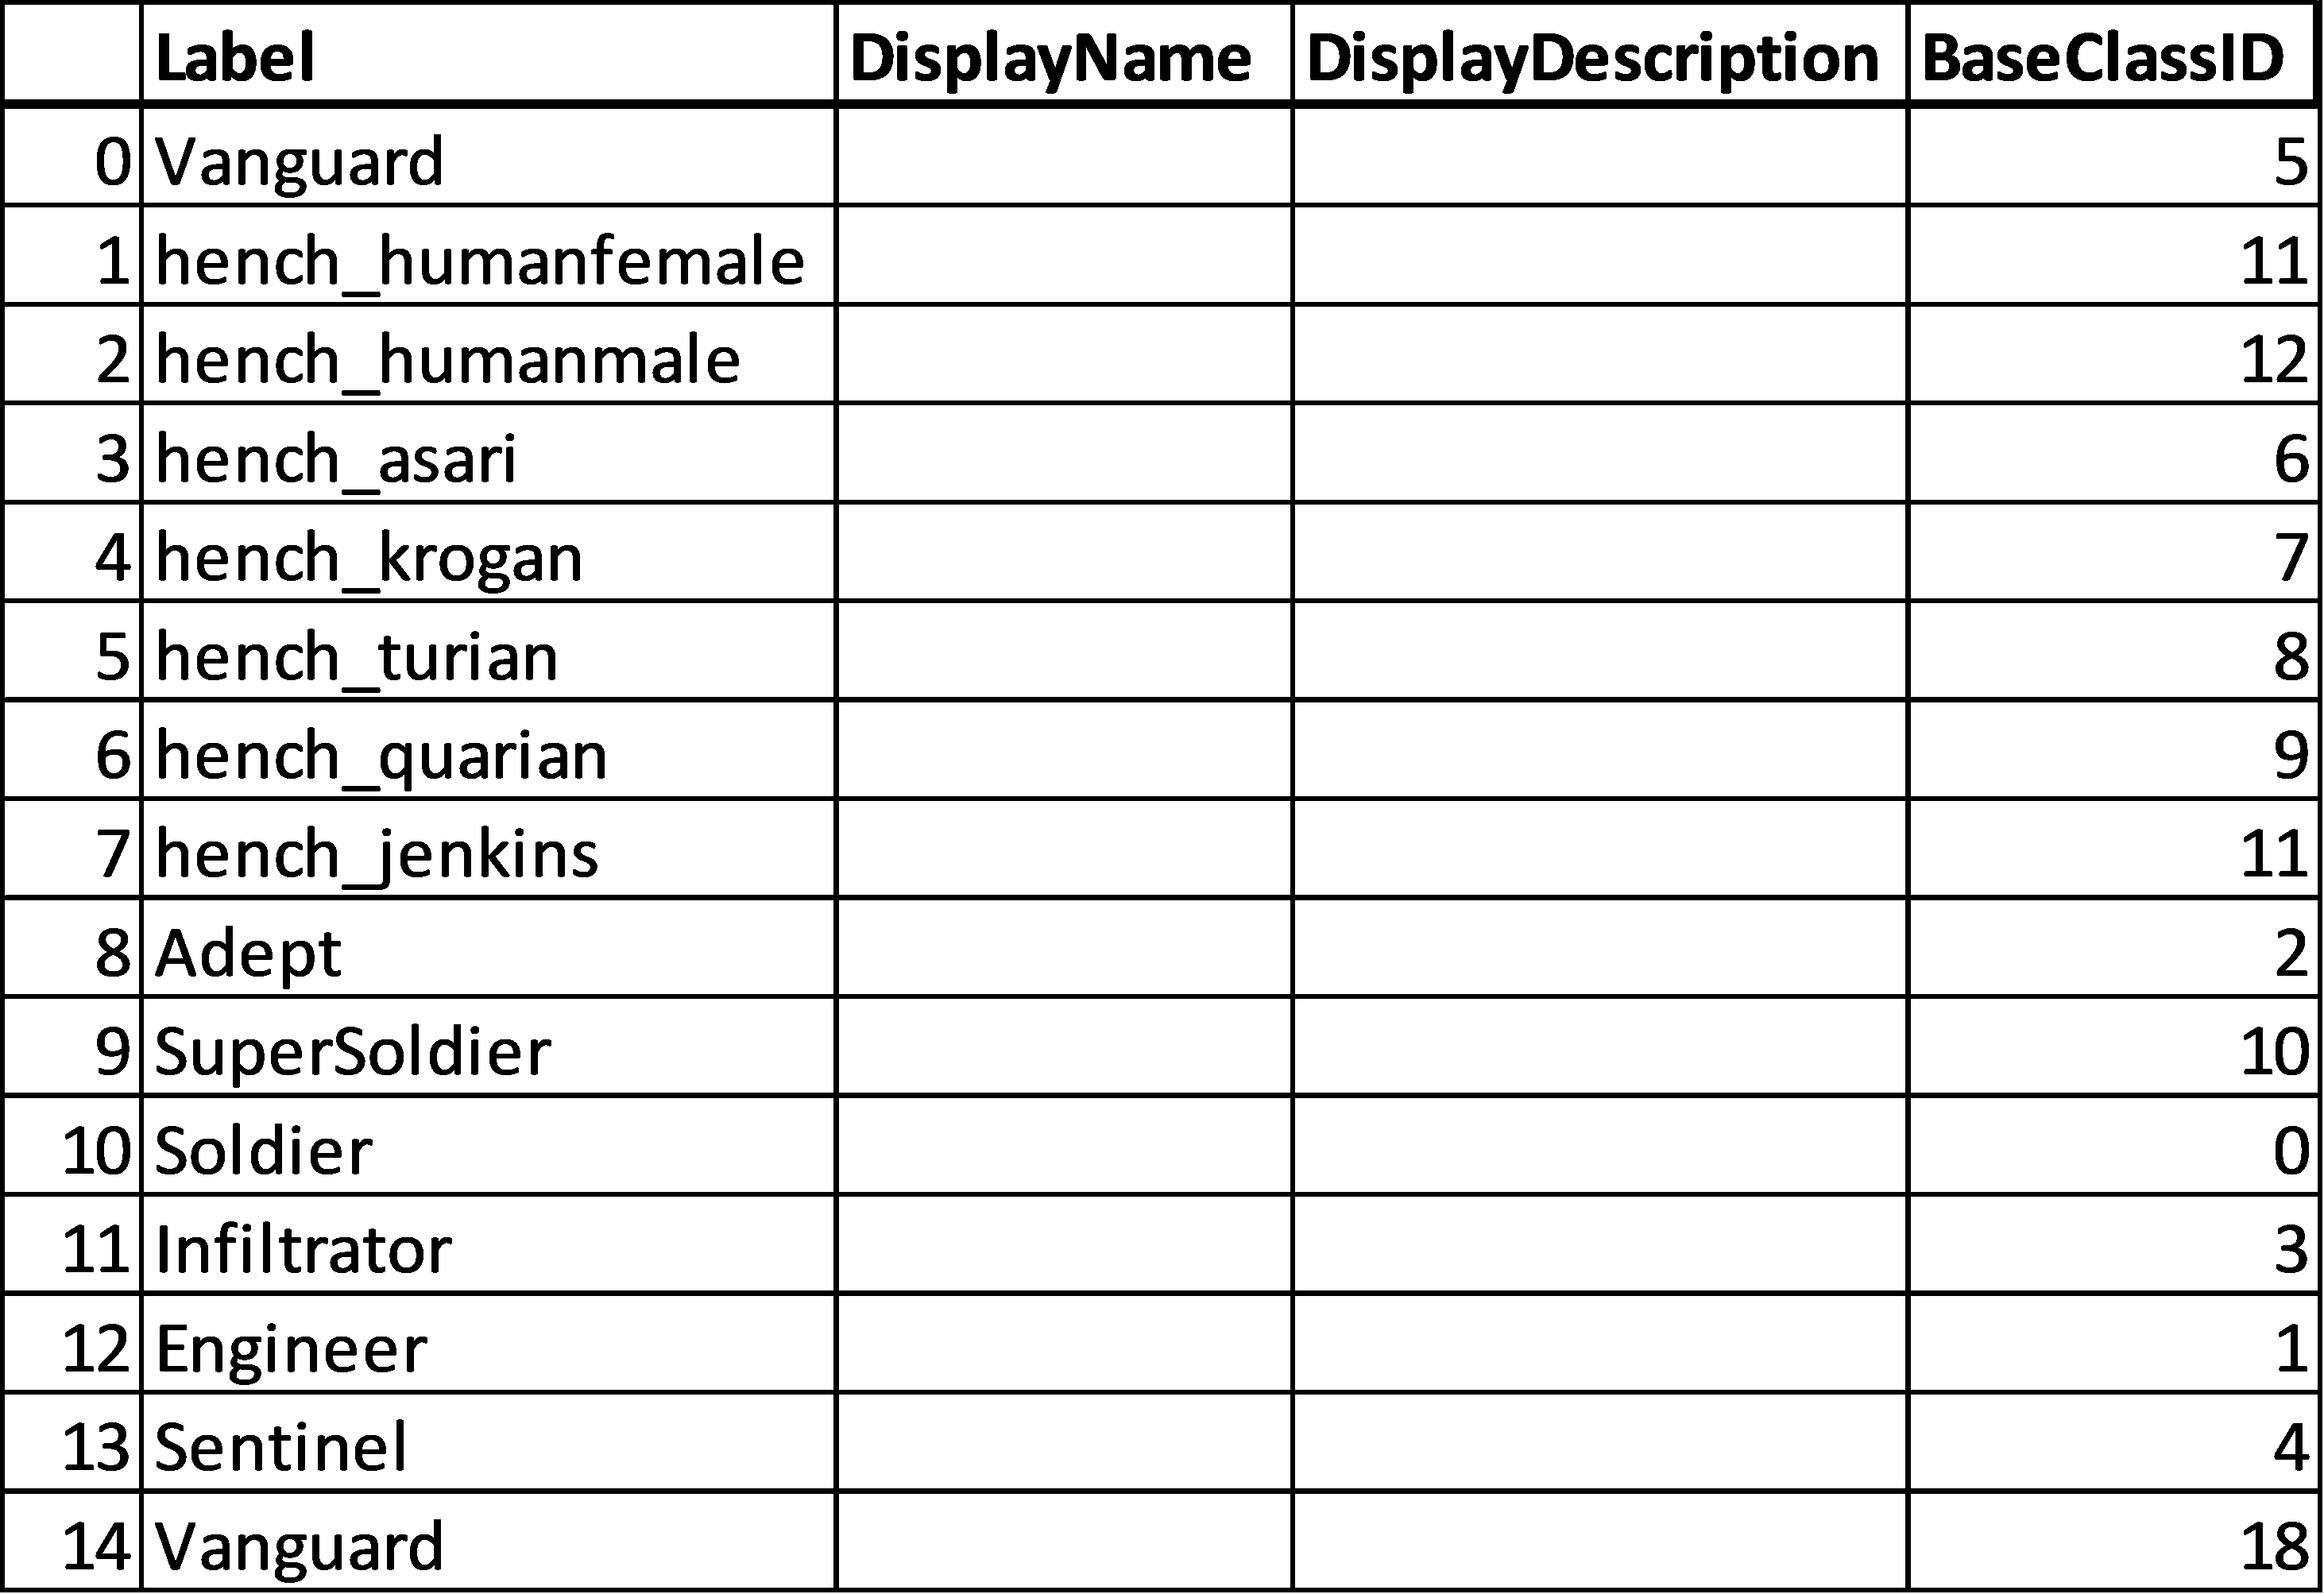 Label DisplayName DisplayDescription BaseClassID
0 Vanguard 5
1 hench_humanfemale 11
2 hench_humanmale 12
3 hench_asari 6
4 hench_krogan 7
5 hench_turian 8
6 hench_quarian 9
7 hench_jenkins 11
8 Adept 2
9 SuperSoldier 10
10 Soldier 0
11 Infiltrator 3
12 Engineer 1
13 Sentinel 4
14 Vanguard 18